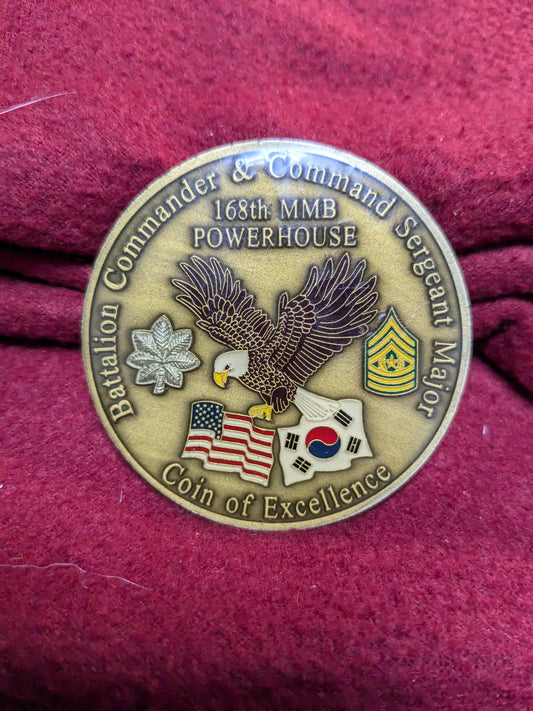 Battalion Commander & Command Sergeant Major
168th MMB
POWERHOUSE
Coin of Excellence